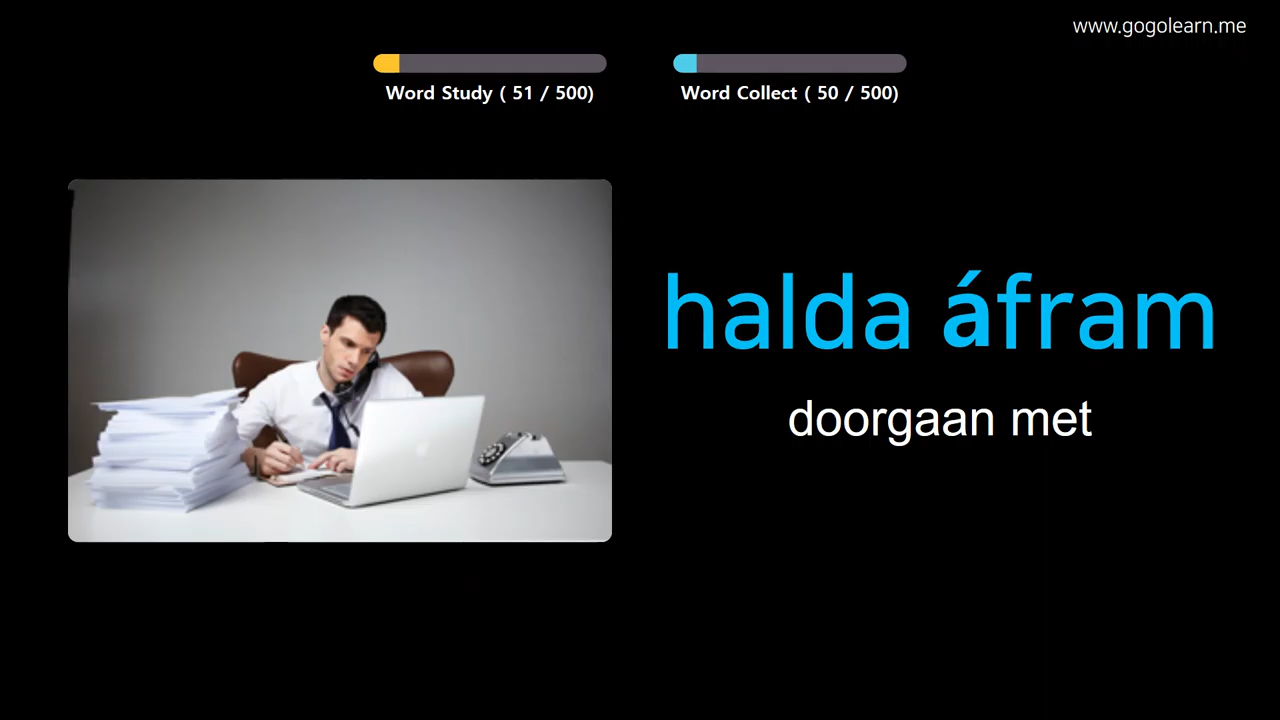 www.gogolearn.me
Word Study ( 51 / 500)
Word Collect ( 50 / 500)
halda áfram
doorgaan met